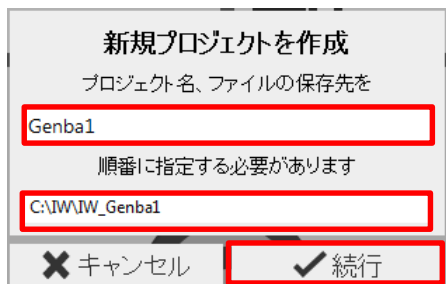 新規プロジェクトを作成
プロジェクト名、ファイルの保存先を
Genba1
順番に指定する必要があります
C:\IW\IW_Genba1
キャンセル
続行